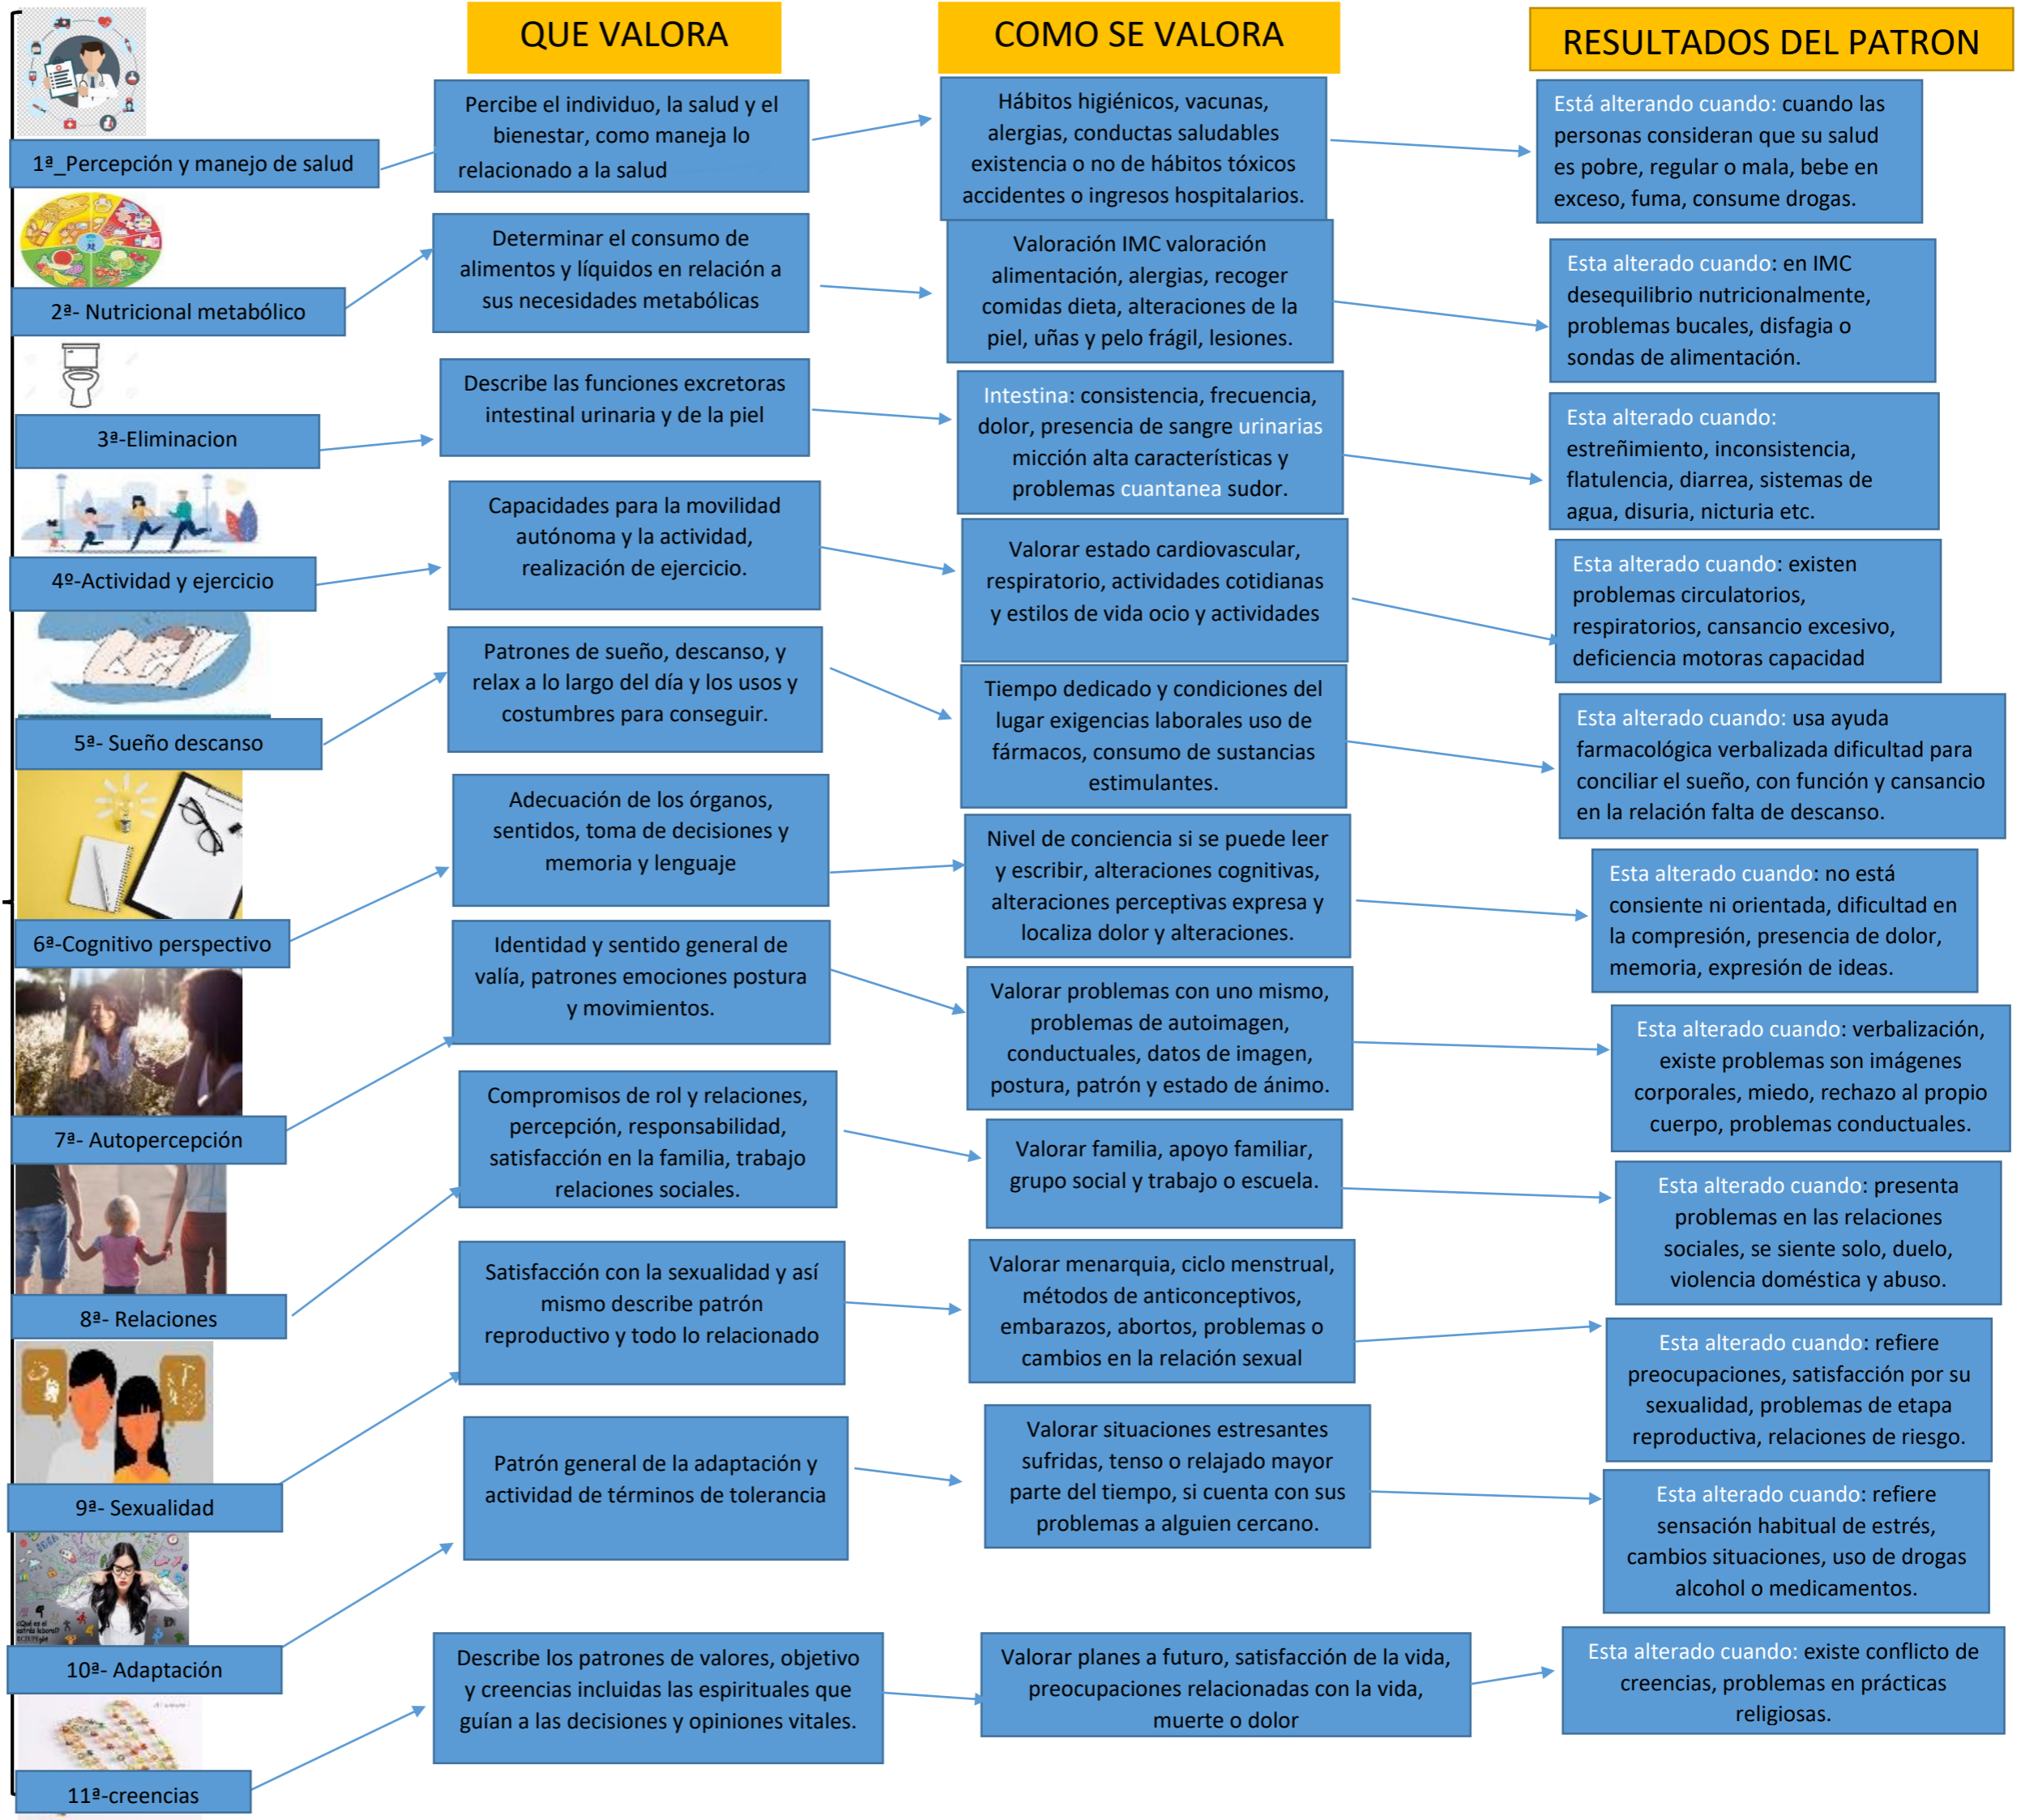 QUE VALORA
COMO SE VALORA
RESULTADOS DEL PATRON
1ª_Percepción y manejo de salud
Percibe el individuo, la salud y el
bienestar, como maneja lo
relacionado a la salud
Hábitos higiénicos, vacunas,
alergias, conductas saludables
existencia o no de hábitos tóxicos
accidentes o ingresos hospitalarios.
Está alterando cuando: cuando las
personas consideran que su salud
es pobre, regular o mala, bebe en
exceso, fuma, consume drogas.
2ª- Nutricional metabólico
Determinar el consumo de
alimentos y líquidos en relación a
sus necesidades metabólicas
Valoración IMC valoración
alimentación, alergias, recoger
comidas dieta, alteraciones de la
piel, uñas y pelo frágil, lesiones.
Esta alterado cuando: en IMC
desequilibrio nutricionalmente,
problemas bucales, disfagia o
sondas de alimentación.
3ª-Eliminacion
Describe las funciones excretoras
intestinal urinaria y de la piel
Intestina: consistencia, frecuencia,
dolor, presencia de sangre urinarias
micción alta características y
problemas cuantanea sudor.
Esta alterado cuando:
estreñimiento, inconsistencia,
flatulencia, diarrea, sistemas de
agua, disuria, nicturia etc.
4º-Actividad y ejercicio
Capacidades para la movilidad
autónoma y la actividad,
realización de ejercicio.
Valorar estado cardiovascular,
respiratorio, actividades cotidianas
y estilos de vida ocio y actividades
Esta alterado cuando: existen
problemas circulatorios,
respiratorios, cansancio excesivo,
deficiencia motoras capacidad
5ª- Sueño descanso
Patrones de sueño, descanso, y
relax a lo largo del día y los usos y
costumbres para conseguir.
Tiempo dedicado y condiciones del
lugar exigencias laborales uso de
fármacos, consumo de sustancias
estimulantes.
Esta alterado cuando: usa ayuda
farmacológica verbalizada dificultad para
conciliar el sueño, con función y cansancio
en la relación falta de descanso.
6ª-Cognitivo perspectivo
Adecuación de los órganos,
sentidos, toma de decisiones y
memoria y lenguaje
Nivel de conciencia si se puede leer
y escribir, alteraciones cognitivas,
alteraciones perceptivas expresa y
localiza dolor y alteraciones.
Esta alterado cuando: no está
consiente ni orientada, dificultad en
la compresión, presencia de dolor,
memoria, expresión de ideas.
7ª- Autopercepción
Identidad y sentido general de
valía, patrones emociones postura
y movimientos.
Valorar problemas con uno mismo,
problemas de autoimagen,
conductuales, datos de imagen,
postura, patrón y estado de ánimo.
Esta alterado cuando: verbalización,
existe problemas son imágenes
corporales, miedo, rechazo al propio
cuerpo, problemas conductuales.
8ª- Relaciones
Compromisos de rol y relaciones,
percepción, responsabilidad,
satisfacción en la familia, trabajo
relaciones sociales.
Valorar familia, apoyo familiar,
grupo social y trabajo o escuela.
Esta alterado cuando: presenta
problemas en las relaciones
sociales, se siente solo, duelo,
violencia doméstica y abuso.
9ª- Sexualidad
Satisfacción con la sexualidad y así
mismo describe patrón
reproductivo y todo lo relacionado
Valorar menarquia, ciclo menstrual,
métodos de anticonceptivos,
embarazos, abortos, problemas o
cambios en la relación sexual
Esta alterado cuando: refiere
preocupaciones, satisfacción por su
sexualidad, problemas de etapa
reproductiva, relaciones de riesgo.
¿Qué es el
estrés laboral?
10ª- Adaptación
Patrón general de la adaptación y
actividad de términos de tolerancia
Valorar situaciones estresantes
sufridas, tenso o relajado mayor
parte del tiempo, si cuenta con sus
problemas a alguien cercano.
Esta alterado cuando: refiere
sensación habitual de estrés,
cambios situaciones, uso de drogas
alcohol o medicamentos.
11ª-creencias
Describe los patrones de valores, objetivo
y creencias incluidas las espirituales que
guían a las decisiones y opiniones vitales.
Valorar planes a futuro, satisfacción de la vida,
preocupaciones relacionadas con la vida,
muerte o dolor
Esta alterado cuando: existe conflicto de
creencias, problemas en prácticas
religiosas.